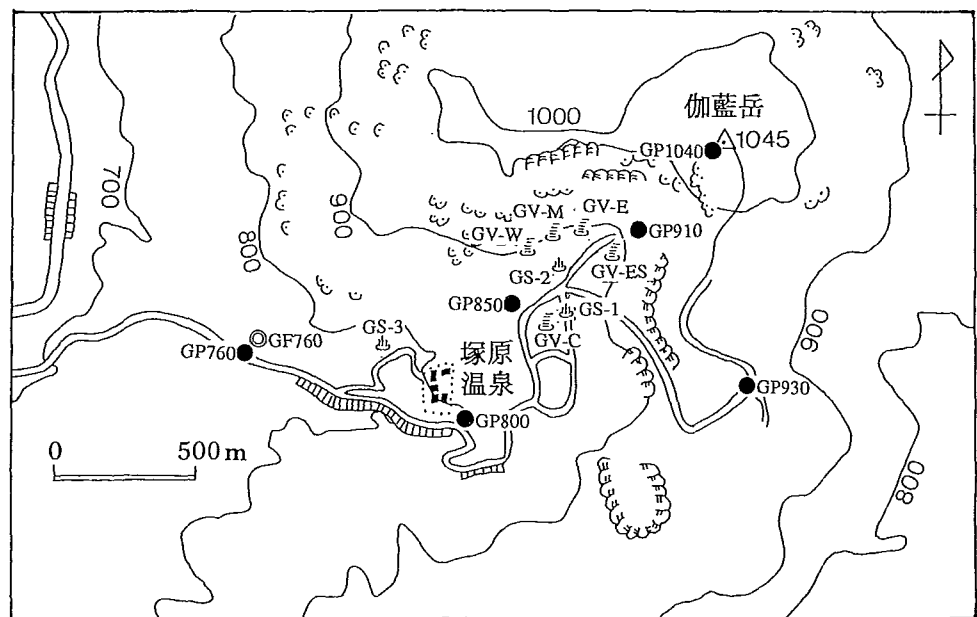 1000
伽藍岳
1045
GP1040
700
900
GV-M
GV-E
GV-W
GP910
800
GS-2
GV-ES
GP850
GS-1
GF760
GS-3
GV-C
GP760
塚原
温泉
900
GP930
GP800
0 500 m
800